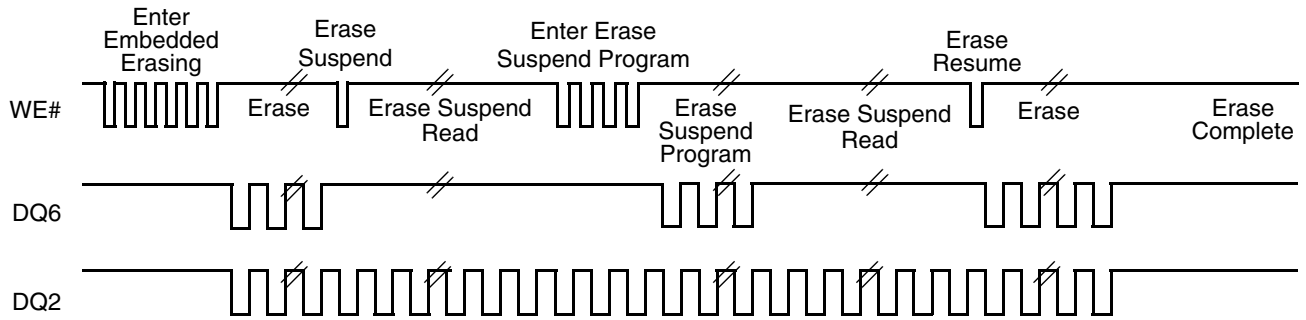 Enter
Embedded
Erasing
Erase
Suspend
Enter Erase
Suspend Program
Erase
Resume
WE#
Erase
Erase Suspend
Read
Erase
Suspend
Program
Erase Suspend
Read
Erase
Erase
Complete
DQ6
DQ2